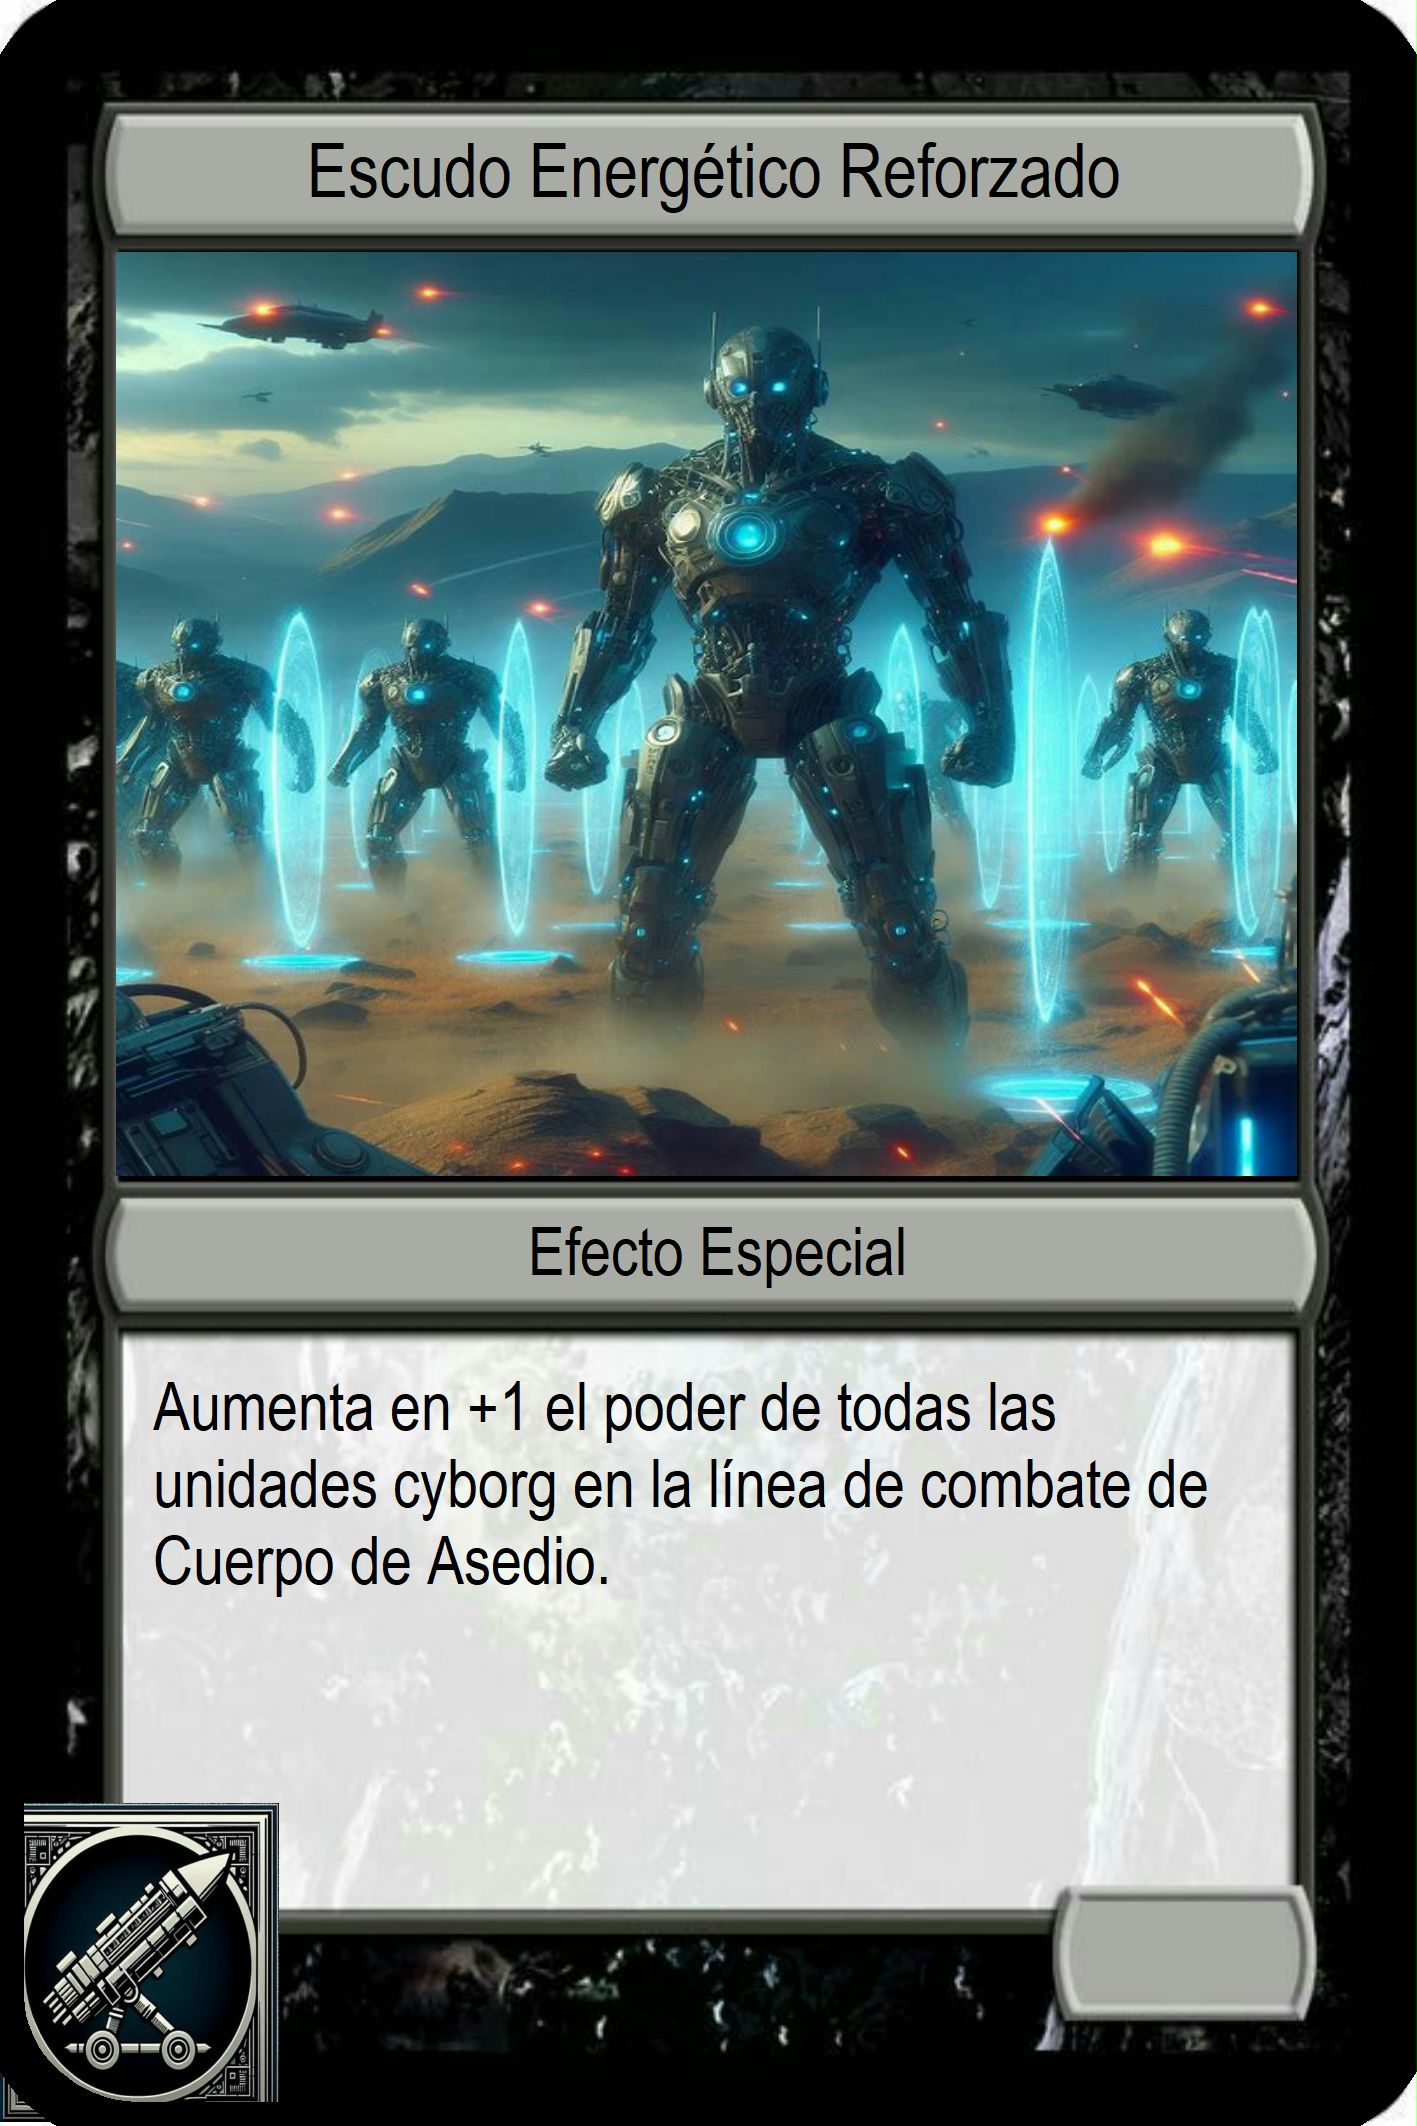 Escudo Energético Reforzado
Efecto Especial
Aumenta en +1 el poder de todas las
unidades cyborg en la línea de combate de
Cuerpo de Asedio.